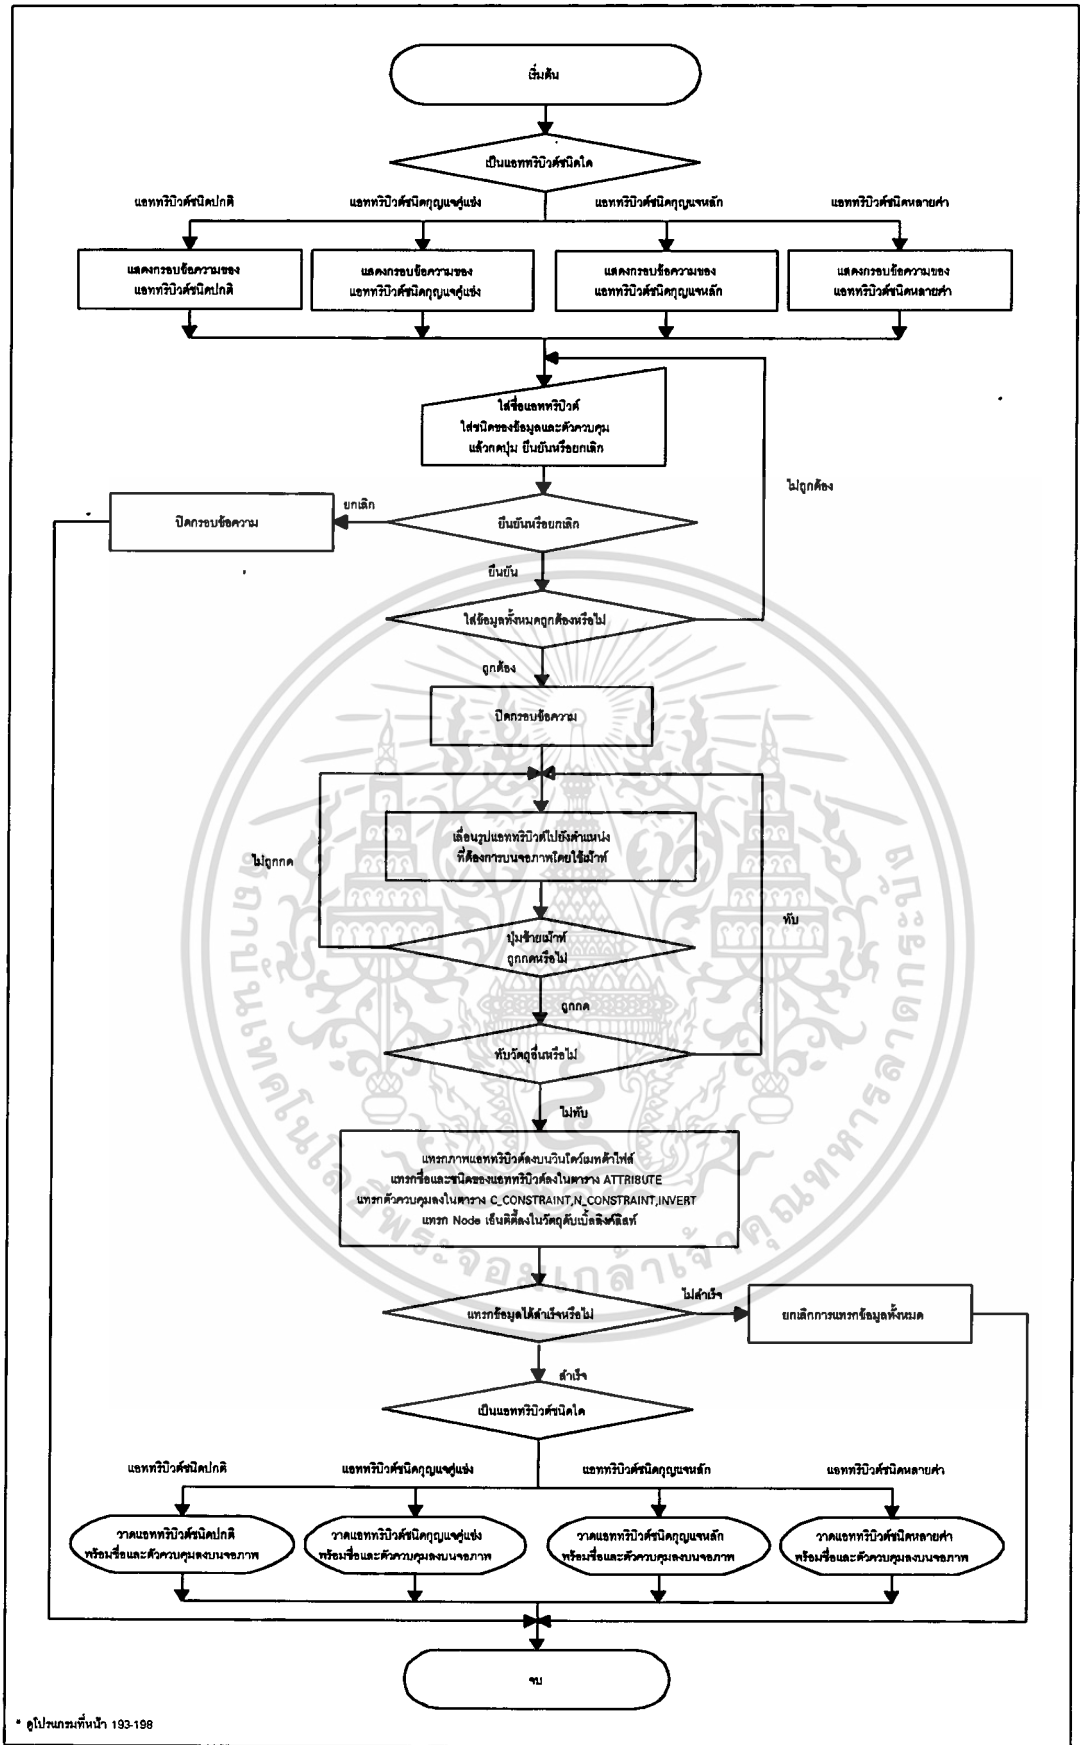 เริ่มต้น
เป็นแอททริบิวต์ชนิดใด
แอททริบิวต์ชนิดปกติ
แอททริบิวต์ชนิดกุญแจคู่แข่ง
แอททริบิวต์ชนิดกุญแจหลัก
แอททริบิวต์ชนิดหลายค่า
แสดงกรอบข้อความของ
แอททริบิวต์ชนิดปกติ
แสดงกรอบข้อความของ
แอททริบิวต์ชนิดกุญแจคู่แข่ง
แสดงกรอบข้อความของ
แอททริบิวต์ชนิดกุญแจหลัก
แสดงกรอบข้อความของ
แอททริบิวต์ชนิดหลายค่า
ใส่ชื่อแอททริบิวต์
ใส่ชนิดของข้อมูลและตัวควบคุม
แล้วกดปุ่ม ยืนยันหรือยกเลิก
ไม่ถูกต้อง
ยกเลิก
ปิดกรอบข้อความ
ยืนยันหรือยกเลิก
ยืนยัน
ใส่ข้อมูลทั้งหมดถูกต้องหรือไม่
ถูกต้อง
ปิดกรอบข้อความ
เลื่อนรูปแอททริบิวต์ไปยังตำแหน่ง
ที่ต้องการบนจอภาพโดยใช้เม้าท์
ไม่ถูกกด
ทับ
ปุ่มซ้ายเม้าท์
ถูกกดหรือไม่
ถูกกด
ทับวัตถุอื่นหรือไม่
ไม่ทับ
แทรกภาพแอททริบิวต์ลงบนวินโดว์เมทต้าไฟล์
แทรกชื่อและชนิดของแอททริบิวต์ลงในตาราง ATTRIBUTE
แทรกตัวควบคุมลงในตาราง C_CONSTRAINT,N_CONSTRAINT,INVERT
แทรก Node เอ็นติตี้ลงในวัตถุดับเบิ้ลลิงค์ลิสท์
สถาบันเทคโนโลยีพระจอมเกล้าเจ้าคุณทหารลาดกระบัง
แทรกข้อมูลได้สำเร็จหรือไม่
ไม่สำเร็จ
ยกเลิกการแทรกข้อมูลทั้งหมด
สำเร็จ
เป็นแอททริบิวต์ชนิดใด
แอททริบิวต์ชนิดปกติ
แอททริบิวต์ชนิดกุญแจคู่แข่ง
แอททริบิวต์ชนิดกุญแจหลัก
แอททริบิวต์ชนิดหลายค่า
วาดแอททริบิวต์ชนิดปกติ
พร้อมชื่อและตัวควบคุมลงบนจอภาพ
วาดแอททริบิวต์ชนิดกุญแจคู่แข่ง
พร้อมชื่อและตัวควบคุมลงบนจอภาพ
วาดแอททริบิวต์ชนิดกุญแจหลัก
พร้อมชื่อและตัวควบคุมลงบนจอภาพ
วาดแอททริบิวต์ชนิดหลายค่า
พร้อมชื่อและตัวควบคุมลงบนจอภาพ
จบ
* ดูโปรแกรมที่หน้า 193-198